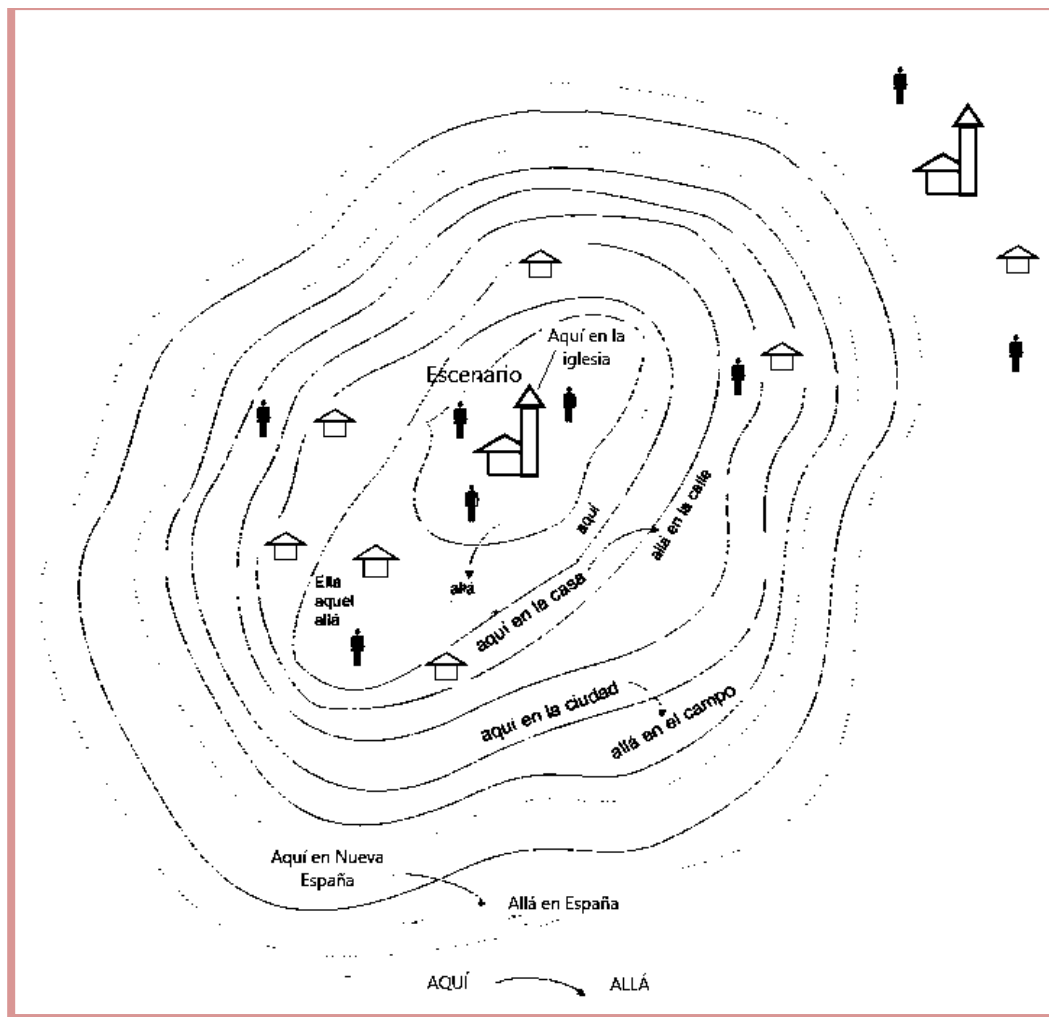 Aquí en la
iglesia
Escenario
aquí
allá en la calle
Ella
aquel
allá
allá
aquí en la casa
aquí en la ciudad
allá en el campo
Aquí en Nueva
España
Allá en España
AQUÍ
ALLÁ